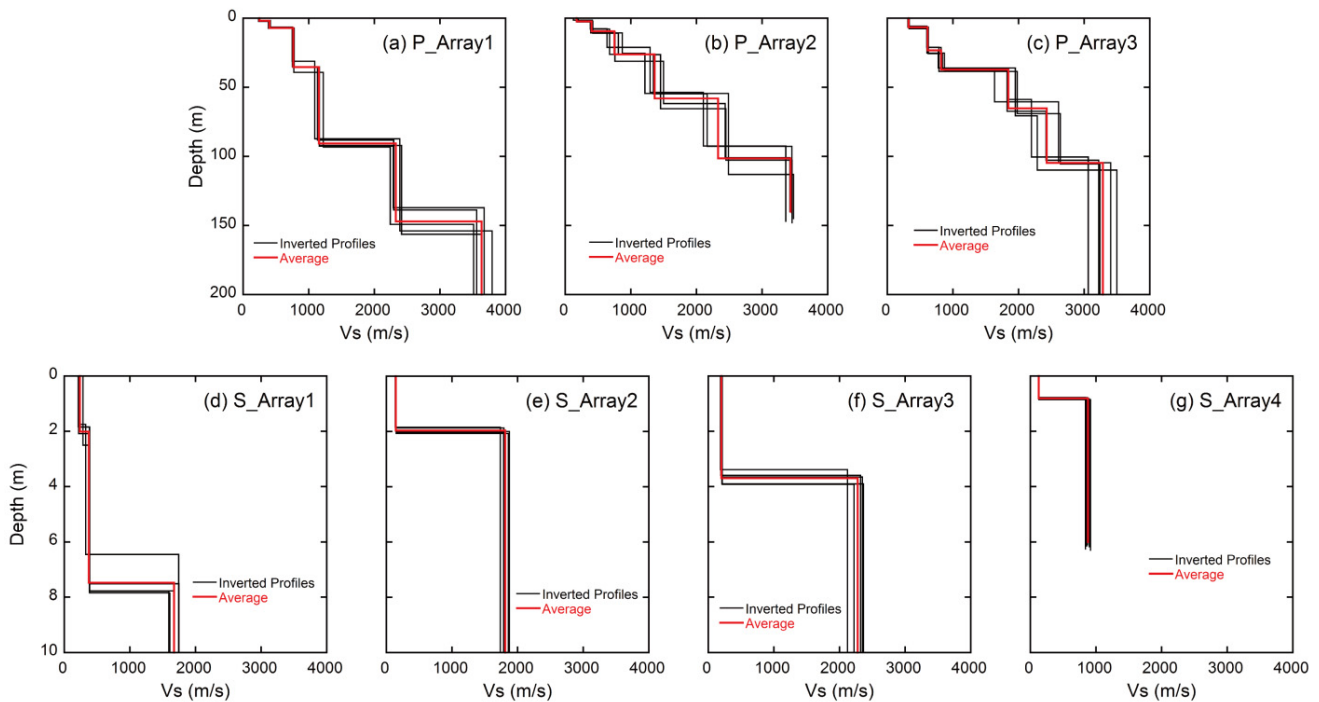 (a) P_Array1
(b) P_Array2
(c) P_Array3
0
50
100
150
200
Depth (m)
Inverted Profiles
Average
Inverted Profiles
Average
Inverted Profiles
Average
0 1000 2000 3000 4000
0 1000 2000 3000 4000
0 1000 2000 3000 4000
Vs (m/s)
Vs (m/s)
Vs (m/s)
(d) S_Array1
(e) S_Array2
(f) S_Array3
(g) S_Array4
0
2
4
6
8
10
Depth (m)
Inverted Profiles
Average
Inverted Profiles
Average
Inverted Profiles
Average
Inverted Profiles
Average
0 1000 2000 3000 4000
0 1000 2000 3000 4000
0 1000 2000 3000 4000
0 1000 2000 3000 4000
Vs (m/s)
Vs (m/s)
Vs (m/s)
Vs (m/s)